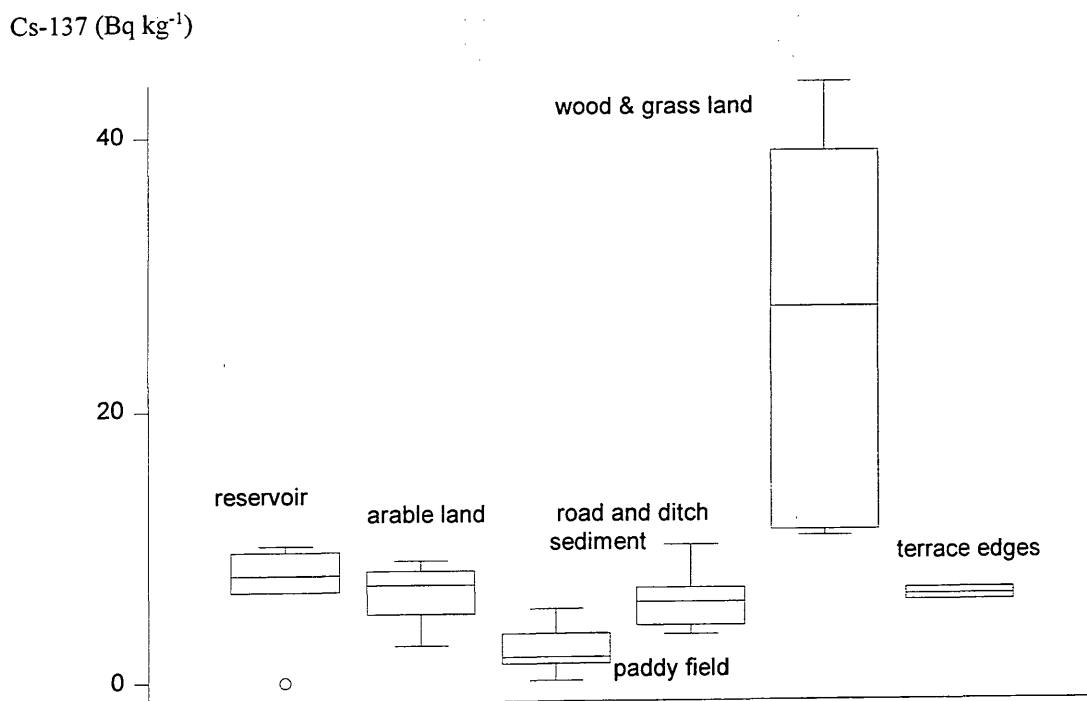 Cs-137 (Bq kg⁻¹)
wood & grass land
40
20
reservoir
arable land
road and ditch
sediment
terrace edges
paddy field
0